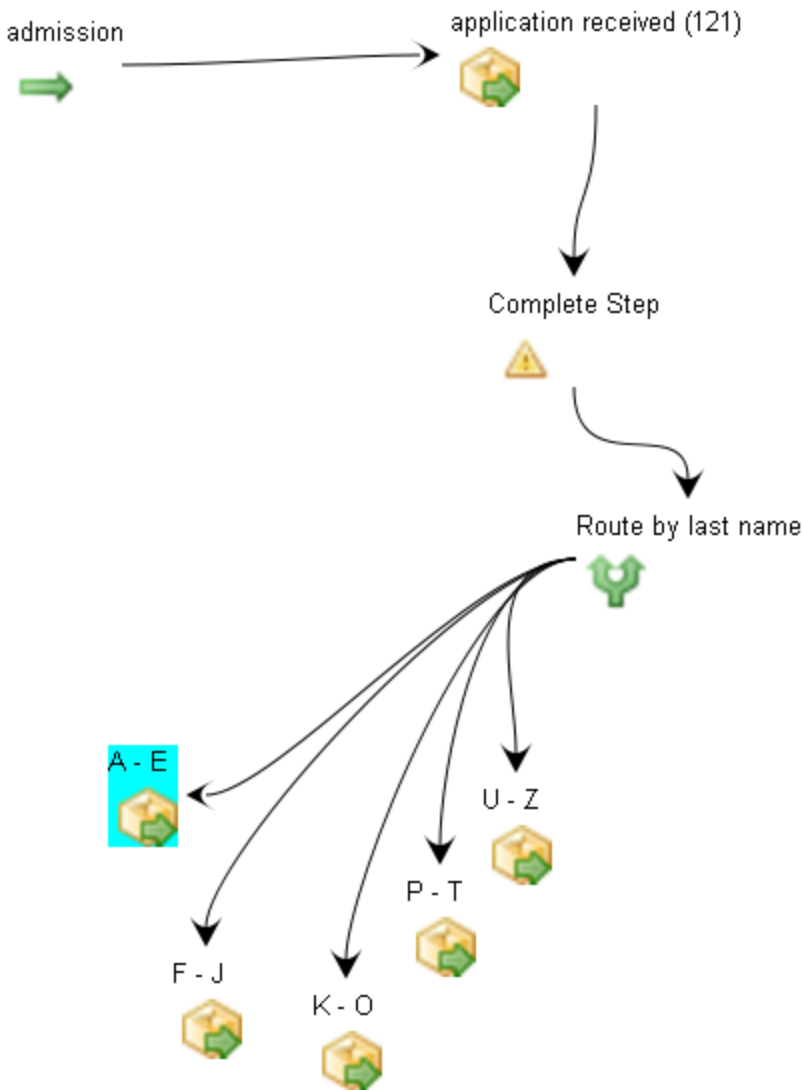 admission
application received (121)
Complete Step
Route by last name
A - E
U - Z
P - T
F - J
K - O